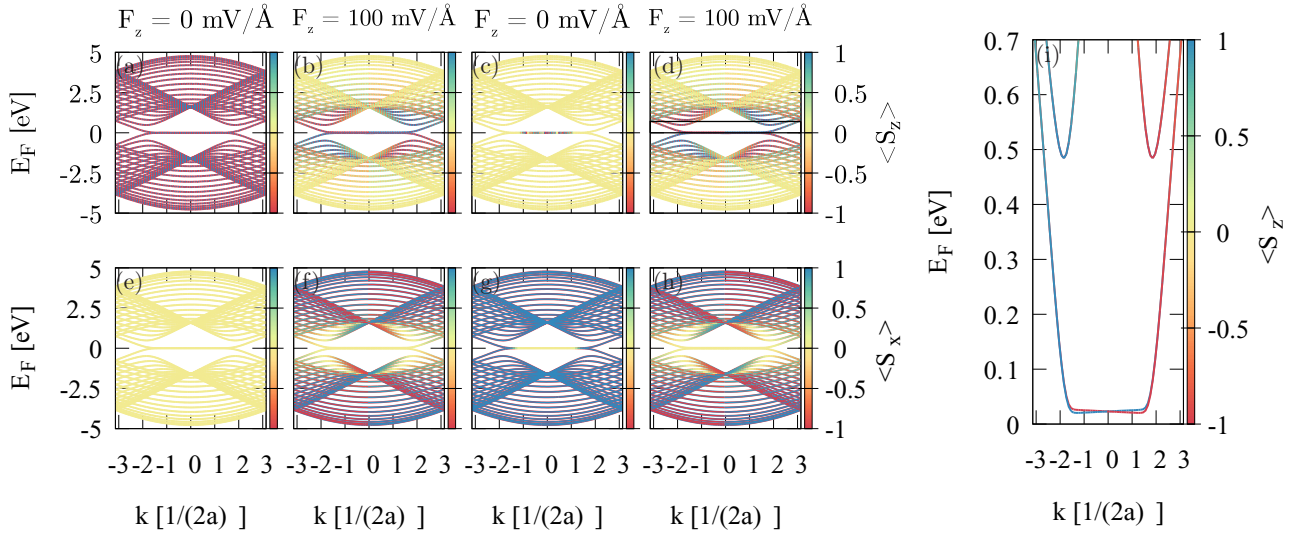 F_z = 0 mV/Å F_z = 100 mV/Å F_z = 0 mV/Å F_z = 100 mV/Å
E_F [eV]
5
2.5
0
-2.5
-5
(a) (b) (c) (d)
1
0.5
0
-0.5
-1
<S_z>
E_F [eV]
5
2.5
0
-2.5
-5
(e) (f) (g) (h)
1
0.5
0
-0.5
-1
<S_x>
-3 -2 -1 0 1 2 3 -3 -2 -1 0 1 2 3 -3 -2 -1 0 1 2 3 -3 -2 -1 0 1 2 3
k [1/(2a) ] k [1/(2a) ] k [1/(2a) ] k [1/(2a) ]
(i)
E_F [eV]
0.7
0.6
0.5
0.4
0.3
0.2
0.1
0
1
0.5
0
-0.5
-1
<S_z>
-3 -2 -1 0 1 2 3
k [1/(2a) ]